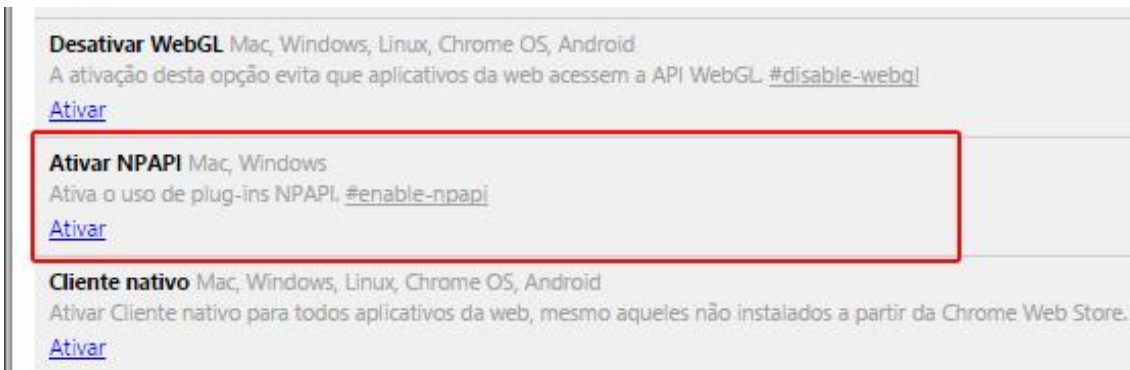 Desativar WebGL Mac, Windows, Linux, Chrome OS, Android
A ativação desta opção evita que aplicativos da web acessem a API WebGL. #disable-webgl
Ativar
Ativar NPAPI Mac, Windows
Ativa o uso de plug-ins NPAPI. #enable-npapi
Ativar
Cliente nativo Mac, Windows, Linux, Chrome OS, Android
Ativar Cliente nativo para todos aplicativos da web, mesmo aqueles não instalados a partir da Chrome Web Store.
Ativar